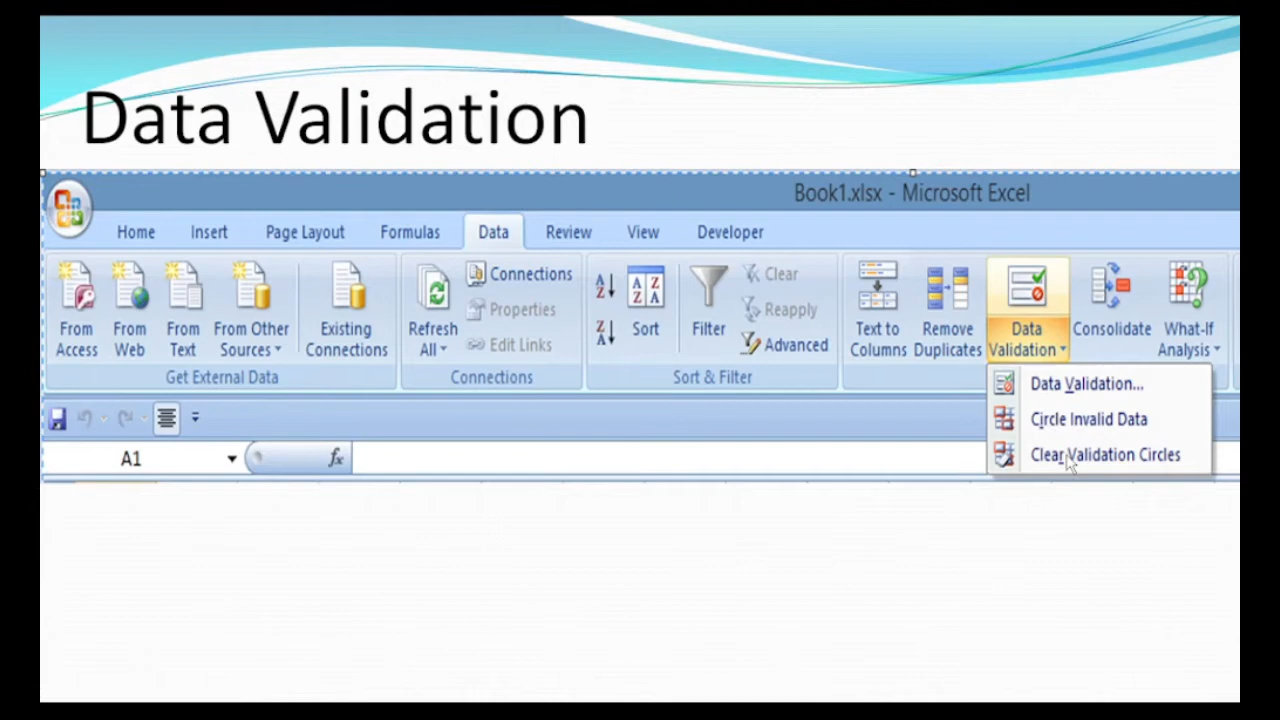 Data Validation
Book1.xlsx - Microsoft Excel
Home Insert Page Layout Formulas Data Review View Developer
From Access
From Web
From Text
From Other Sources
Existing Connections
Get External Data
Refresh All
Connections
Properties
Edit Links
Connections
Sort
Filter
Clear
Reapply
Advanced
Sort & Filter
Text to Columns
Remove Duplicates
Data Validation
Consolidate
What-If Analysis
Data Validation...
Circle Invalid Data
Clear Validation Circles
A1
fx